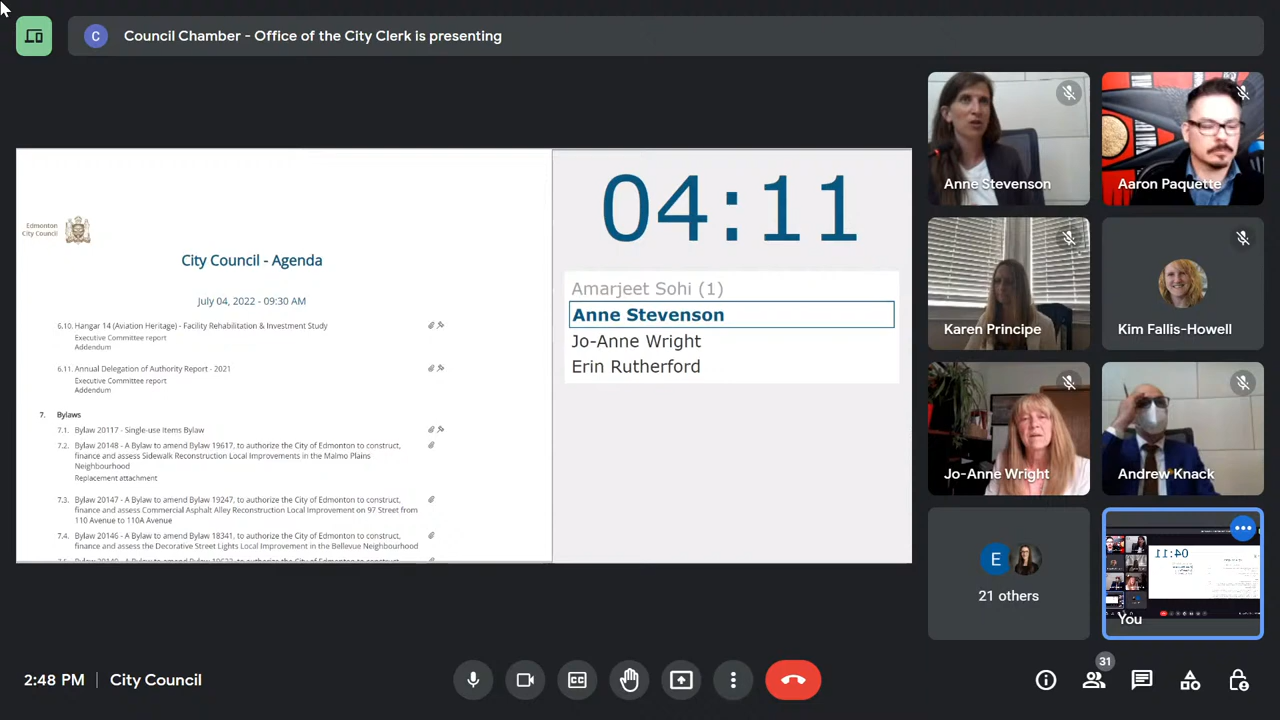 C Council Chamber - Office of the City Clerk is presenting
Edmonton
City Council
City Council - Agenda
July 04, 2022 - 09:30 AM
6.10. Hangar 14 (Aviation Heritage) - Facility Rehabilitation & Investment Study
Executive Committee report
Addendum
6.11. Annual Delegation of Authority Report - 2021
Executive Committee report
Addendum
7. Bylaws
7.1. Bylaw 20117 - Single-use Items Bylaw
7.2. Bylaw 20148 - A Bylaw to amend Bylaw 19617, to authorize the City of Edmonton to construct,
finance and assess Sidewalk Reconstruction Local Improvements in the Malmo Plains
Neighbourhood
Replacement attachment
7.3. Bylaw 20147 - A Bylaw to amend Bylaw 19247, to authorize the City of Edmonton to construct,
finance and assess Commercial Asphalt Alley Reconstruction Local Improvement on 97 Street from
110 Avenue to 110A Avenue
7.4. Bylaw 20146 - A Bylaw to amend Bylaw 18341, to authorize the City of Edmonton to construct,
finance and assess the Decorative Street Lights Local Improvement in the Bellevue Neighbourhood
04:11
Amarjeet Sohi (1)
Anne Stevenson
Jo-Anne Wright
Erin Rutherford
Anne Stevenson
Aaron Paquette
Karen Principe
Kim Fallis-Howell
Jo-Anne Wright
Andrew Knack
E
21 others
04:11
You
2:48 PM | City Council
CC
31